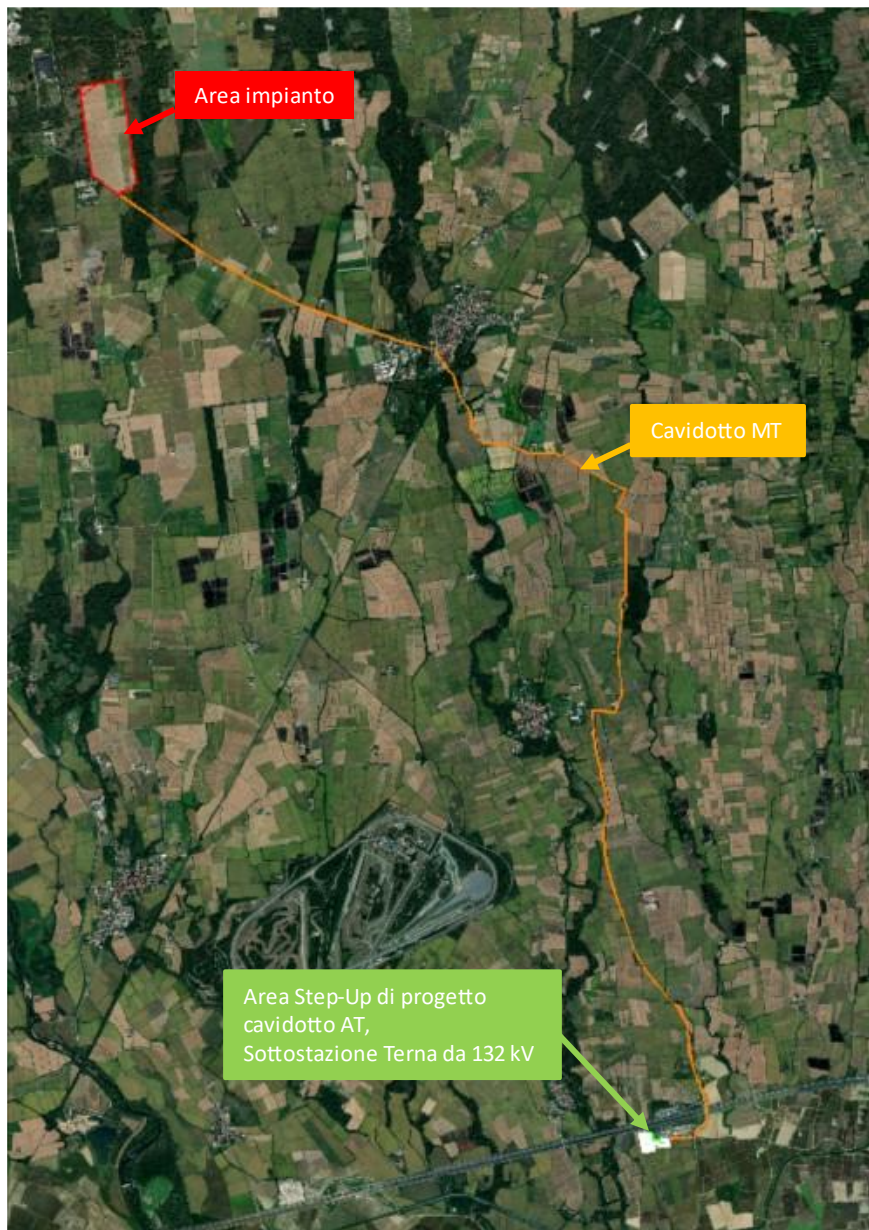 Area impianto
Cavidotto MT
Area Step-Up di progetto
cavidotto AT,
Sottostazione Terna da 132 kV